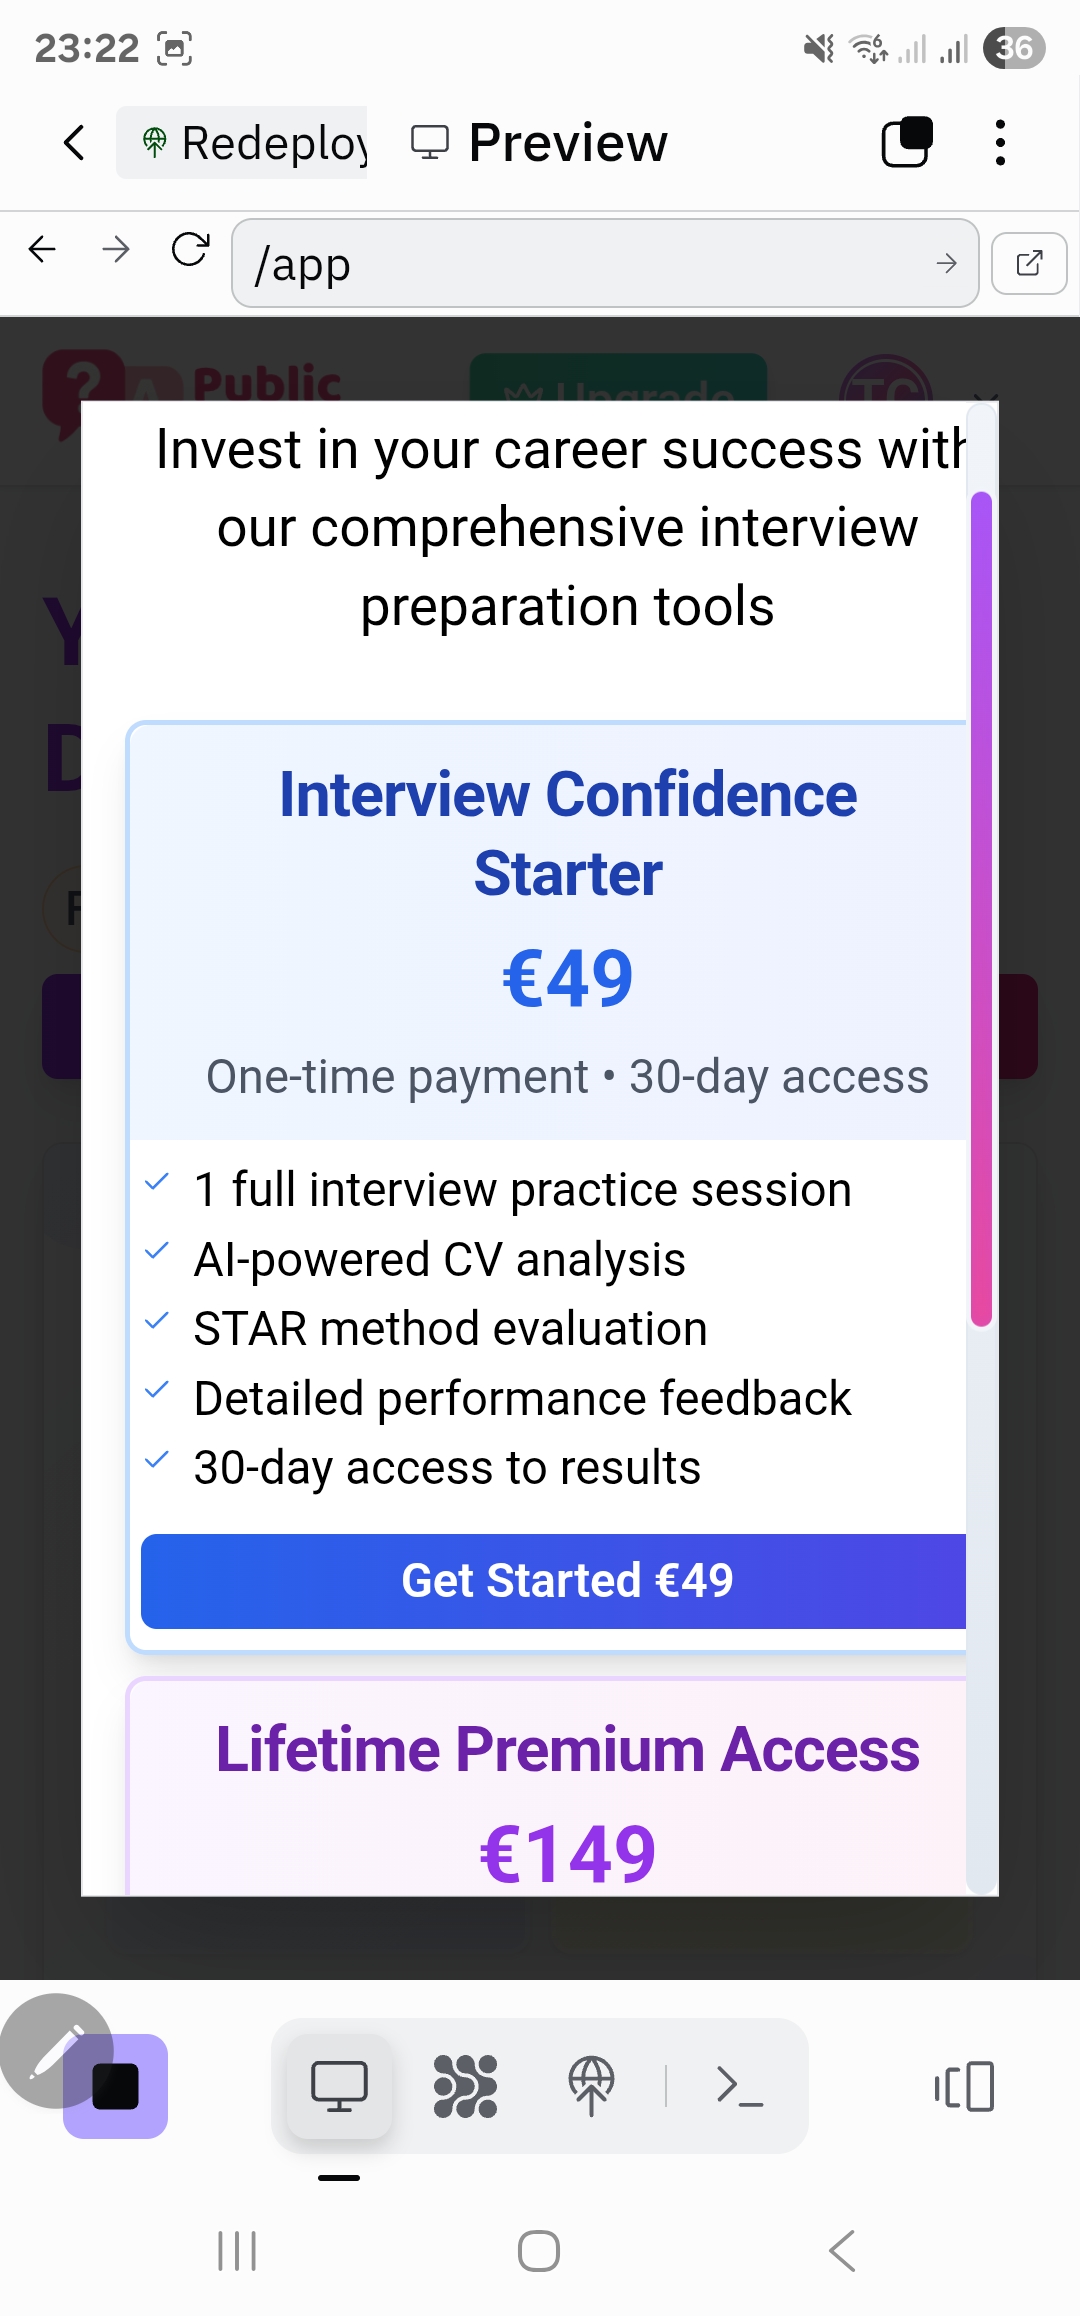 23:22
36
Redeploy
Preview
/app
? A Public
Upgrade
TC
Invest in your career success with
our comprehensive interview
preparation tools
Y
D
F
Interview Confidence
Starter
€49
One-time payment • 30-day access
1 full interview practice session
AI-powered CV analysis
STAR method evaluation
Detailed performance feedback
30-day access to results
Get Started €49
Lifetime Premium Access
€149